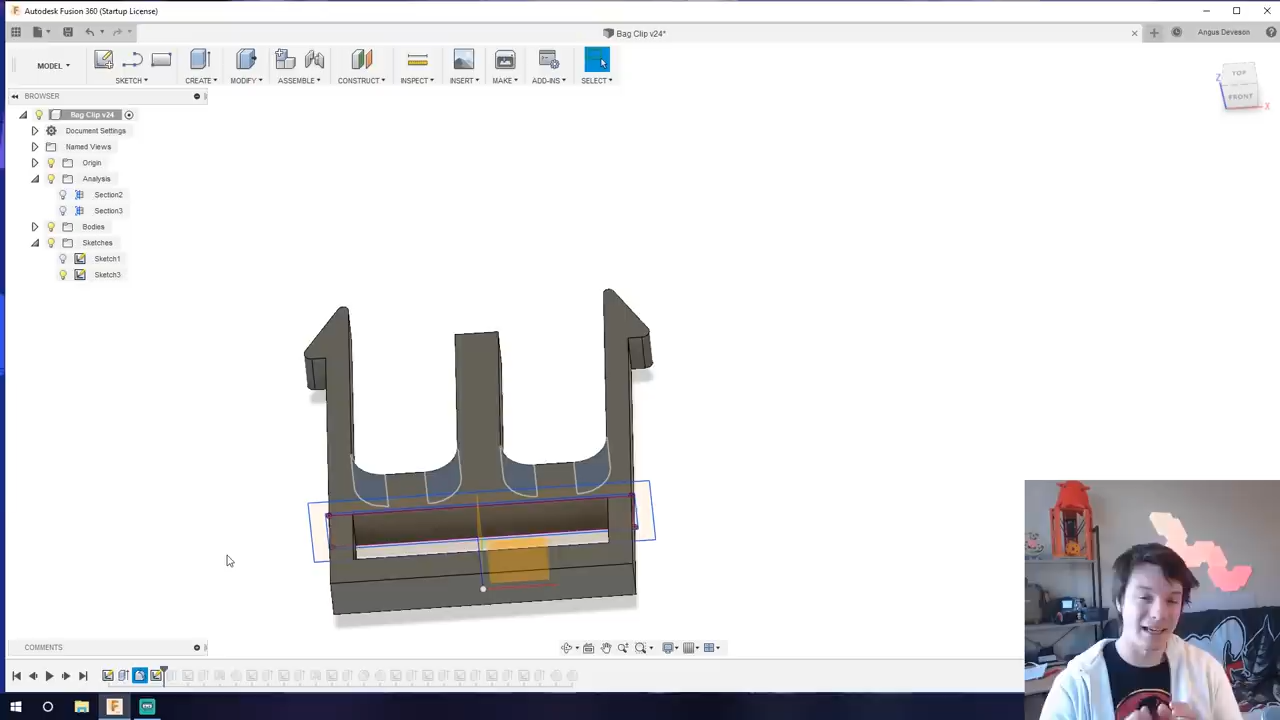 Autodesk Fusion 360 (Startup License)
Bag Clip v24*
Angus Deveson
MODEL
SKETCH
CREATE
MODIFY
ASSEMBLE
CONSTRUCT
INSPECT
INSERT
MAKE
ADD-INS
SELECT
BROWSER
Bag Clip v24
Document Settings
Named Views
Origin
Analysis
Section2
Section3
Bodies
Sketches
Sketch1
Sketch3
TOP
FRONT
Z
X
COMMENTS